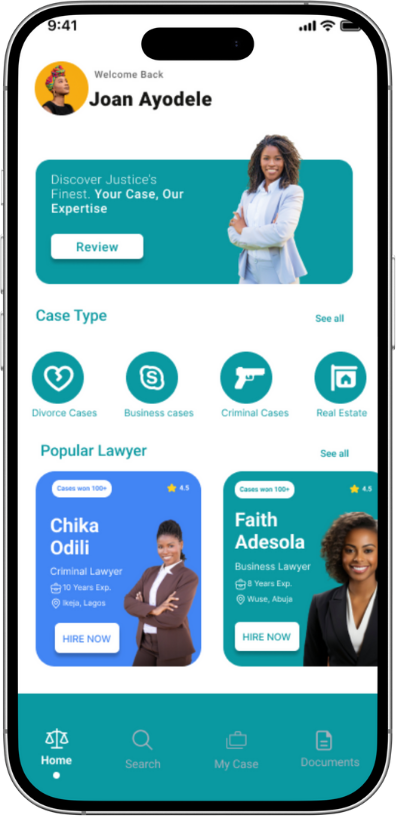 9:41
Welcome Back
Joan Ayodele
Discover Justice's
Finest. Your Case, Our
Expertise
Review
Case Type
See all
Divorce Cases
Business cases
Criminal Cases
Real Estate
Popular Lawyer
See all
Cases won 100+
4.5
Chika
Odili
Criminal Lawyer
10 Years Exp.
Ikeja, Lagos
HIRE NOW
Cases won 100+
4.5
Faith
Adesola
Business Lawyer
8 Years Exp.
Wuse, Abuja
HIRE NOW
Home
Search
My Case
Documents